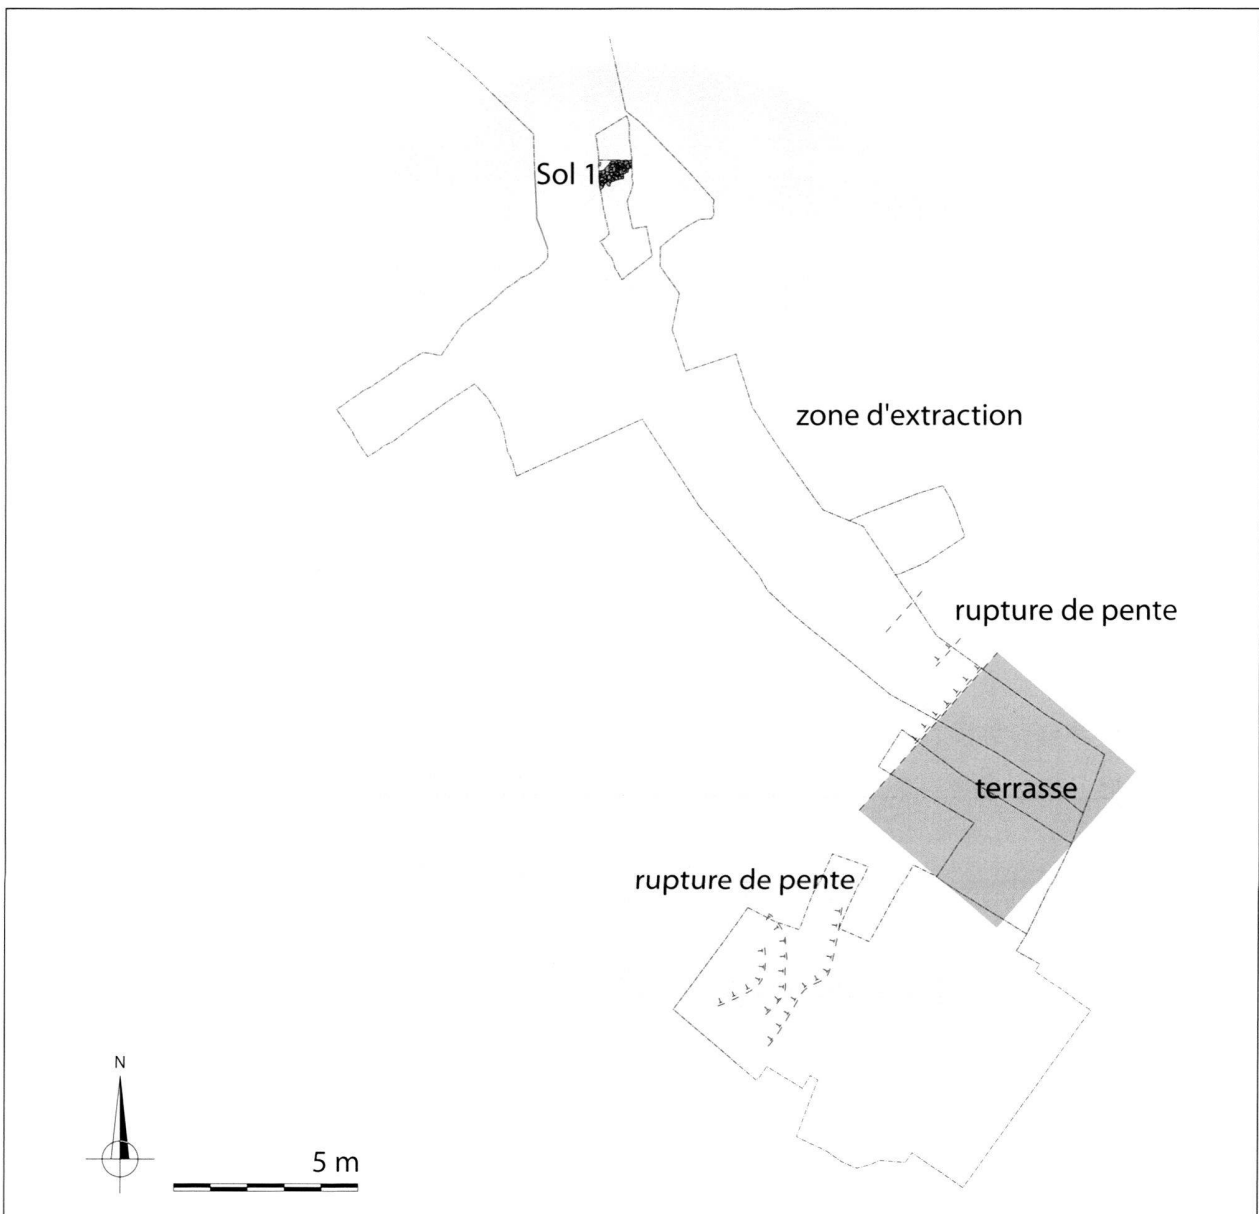 Sol 1
zone d'extraction
rupture de pente
terrasse
rupture de pente
N
5 m